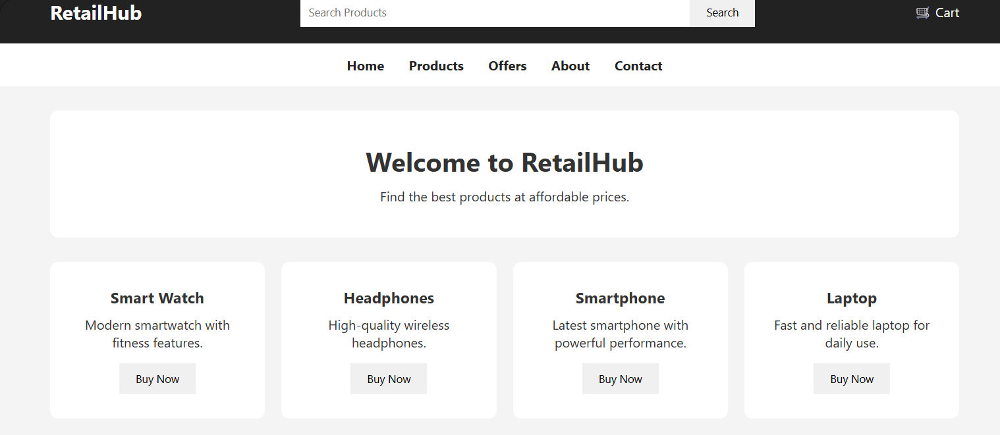 RetailHub
Search Products
Search
🛒 Cart
Home
Products
Offers
About
Contact
Welcome to RetailHub
Find the best products at affordable prices.
Smart Watch
Modern smartwatch with
fitness features.
Buy Now
Headphones
High-quality wireless
headphones.
Buy Now
Smartphone
Latest smartphone with
powerful performance.
Buy Now
Laptop
Fast and reliable laptop for
daily use.
Buy Now